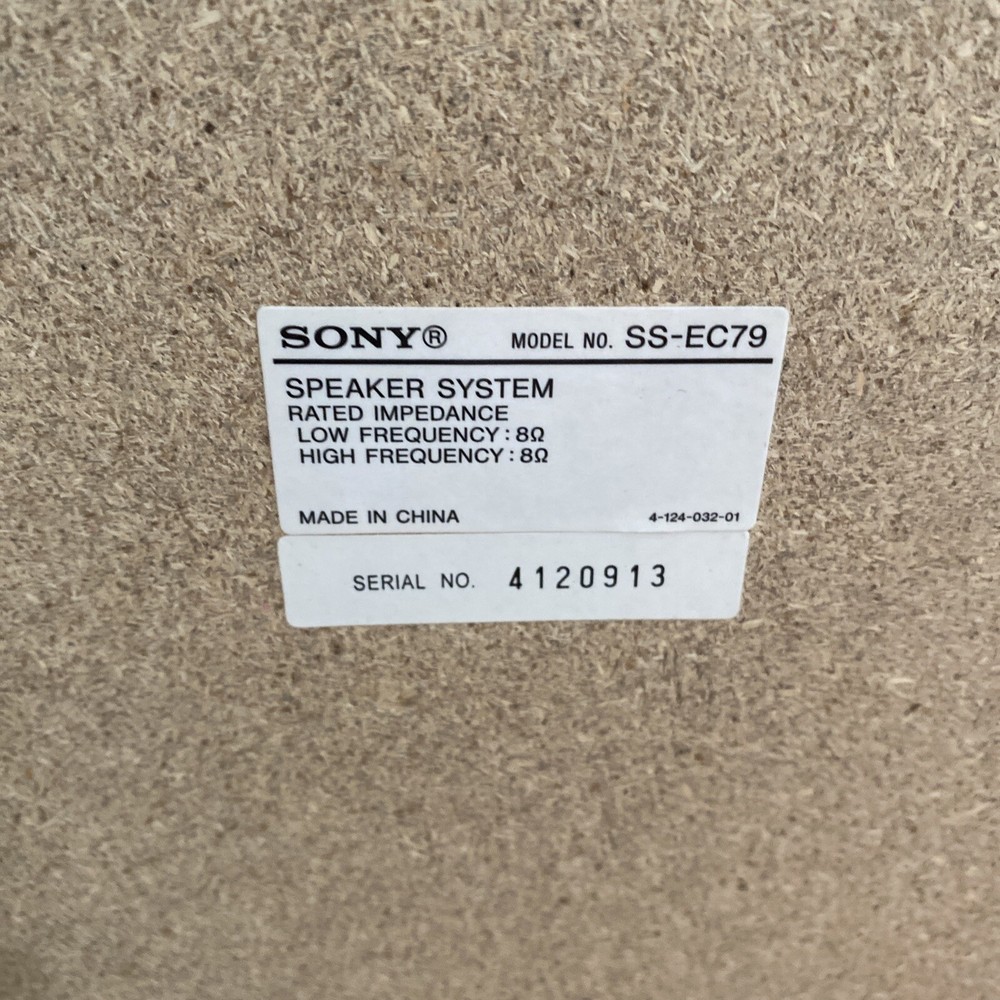 SONY® MODEL NO. SS-EC79
SPEAKER SYSTEM
RATED IMPEDANCE
LOW FREQUENCY : 8Ω
HIGH FREQUENCY : 8Ω
MADE IN CHINA 4-124-032-01
SERIAL NO. 4120913